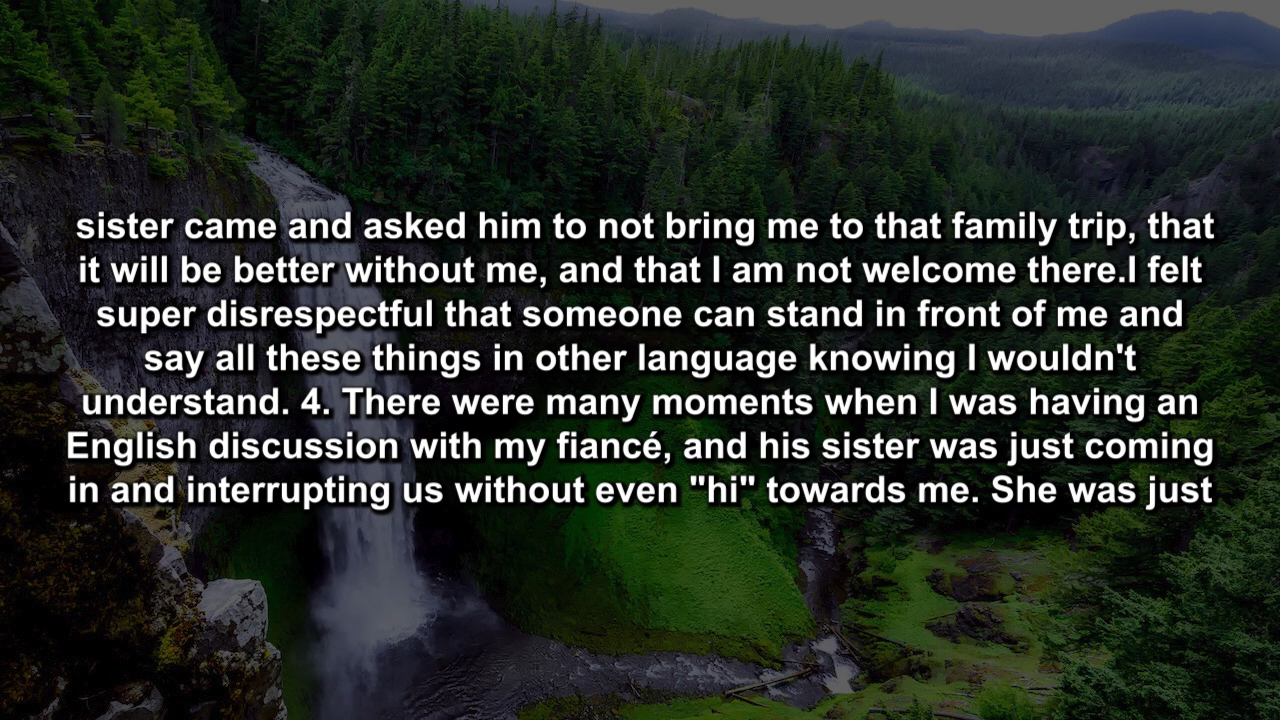 sister came and asked him to not bring me to that family trip, that
it will be better without me, and that I am not welcome there.I felt
super disrespectful that someone can stand in front of me and
say all these things in other language knowing I wouldn't
understand. 4. There were many moments when I was having an
English discussion with my fiancé, and his sister was just coming
in and interrupting us without even "hi" towards me. She was just